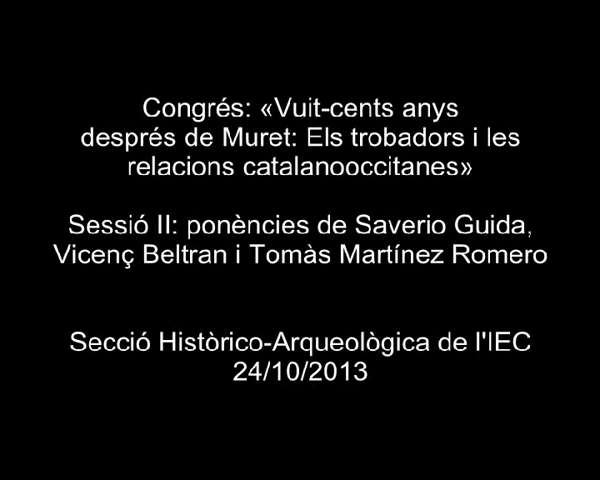 Congrés: «Vuit-cents anys
després de Muret: Els trobadors i les
relacions catalanooccitanes»
Sessió II: ponències de Saverio Guida,
Vicenç Beltran i Tomàs Martínez Romero
Secció Històrico-Arqueològica de l'IEC
24/10/2013